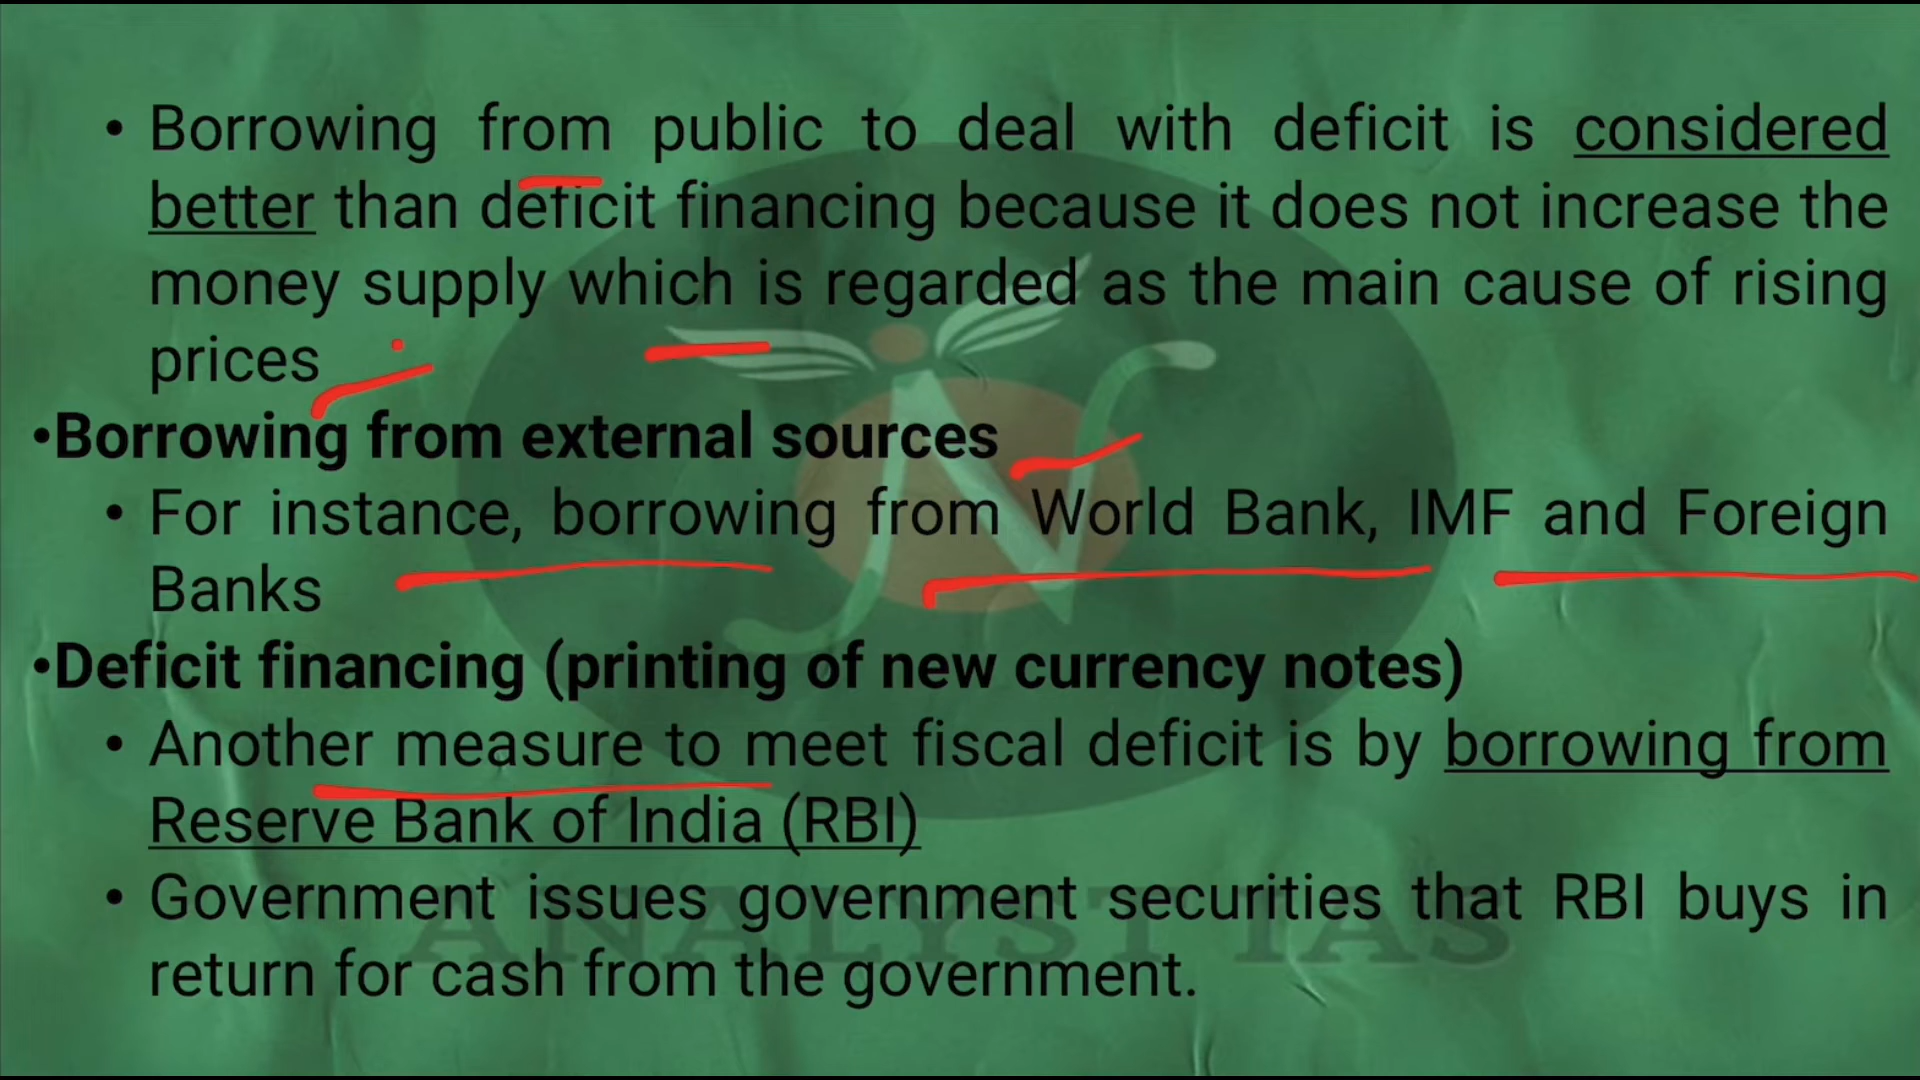 • Borrowing from public to deal with deficit is considered
better than deficit financing because it does not increase the
money supply which is regarded as the main cause of rising
prices
•Borrowing from external sources
• For instance, borrowing from World Bank, IMF and Foreign
Banks
•Deficit financing (printing of new currency notes)
• Another measure to meet fiscal deficit is by borrowing from
Reserve Bank of India (RBI)
• Government issues government securities that RBI buys in
return for cash from the government.
ANALYST IAS